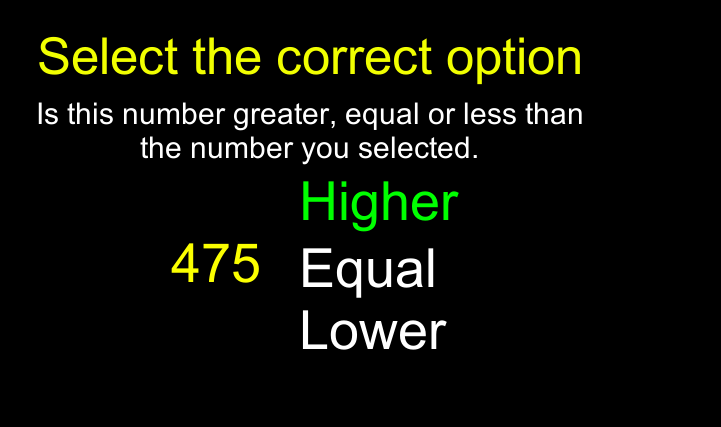 Select the correct option
Is this number greater, equal or less than
the number you selected.
Higher
475
Equal
Lower